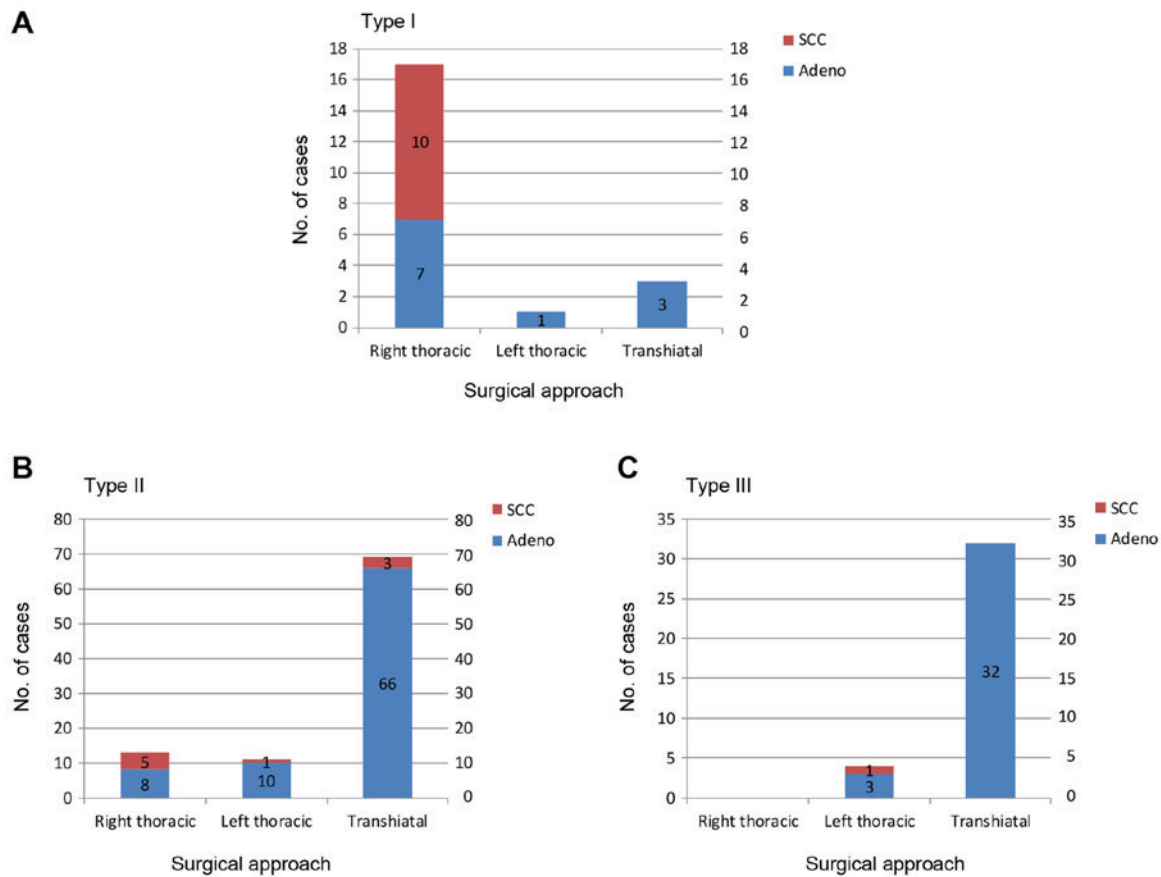 A
Type I
SCC
Adeno
No. of cases
18 18
16 16
14 14
12 12
10 10
8 8
6 6
4 4
2 2
0 0
10
7
1
3
Right thoracic Left thoracic Transhiatal
Surgical approach
B
Type II
SCC
Adeno
No. of cases
80 80
70 70
60 60
50 50
40 40
30 30
20 20
10 10
0 0
5
8
1
10
3
66
Right thoracic Left thoracic Transhiatal
Surgical approach
C
Type III
SCC
Adeno
No. of cases
35 35
30 30
25 25
20 20
15 15
10 10
5 5
0 0
1
3
32
Right thoracic Left thoracic Transhiatal
Surgical approach